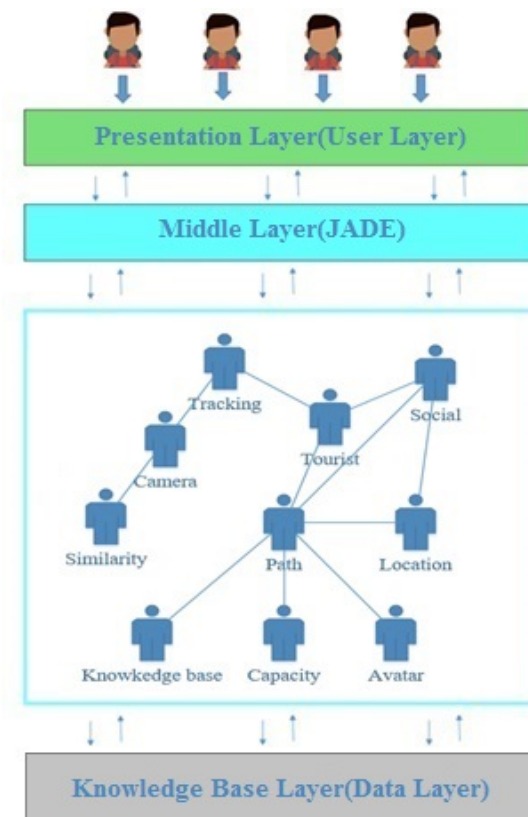 Presentation Layer(User Layer)
Middle Layer(JADE)
Tracking
Social
Tourist
Camera
Similarity
Path
Location
Knowkedge base
Capacity
Avatar
Knowledge Base Layer(Data Layer)